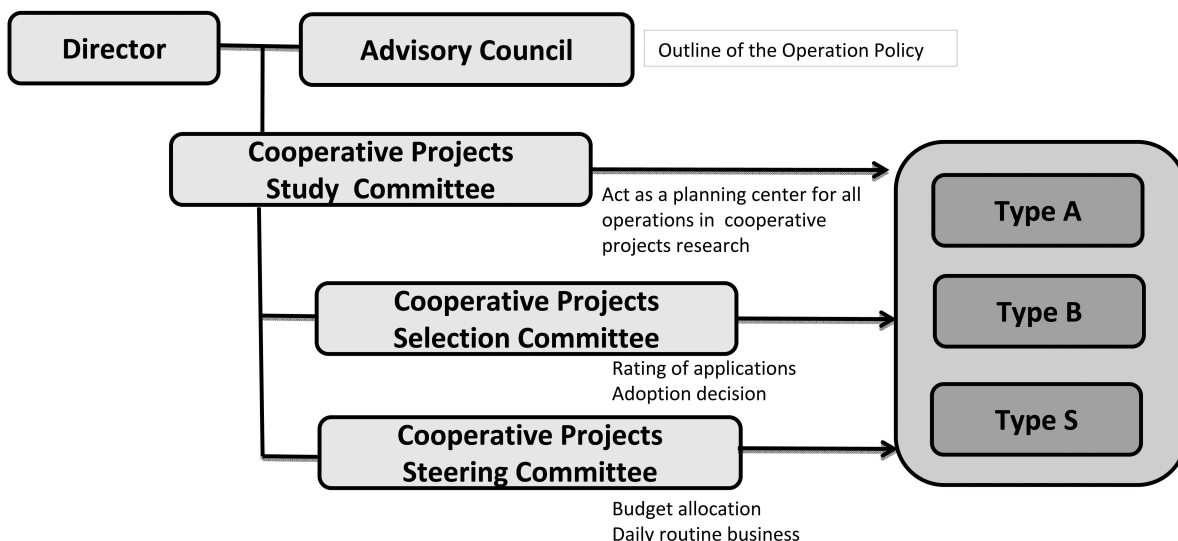 Director
Advisory Council
Outline of the Operation Policy
Cooperative Projects
Study Committee
Act as a planning center for all
operations in cooperative
projects research
Type A
Cooperative Projects
Selection Committee
Type B
Rating of applications
Adoption decision
Cooperative Projects
Steering Committee
Type S
Budget allocation
Daily routine business